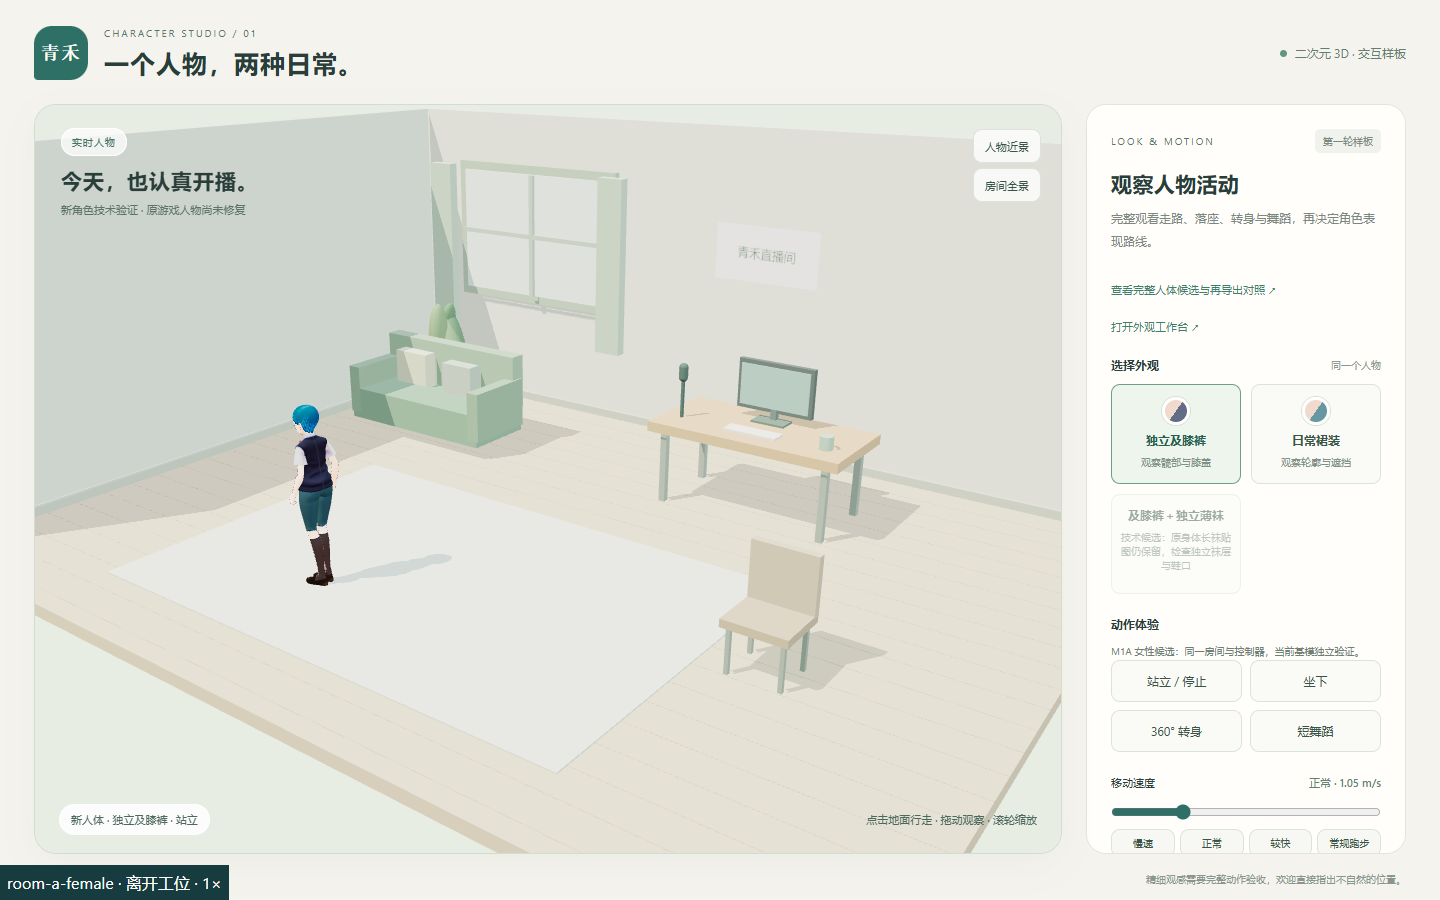 青禾
CHARACTER STUDIO / 01
一个人物，两种日常。
二次元 3D · 交互样板
实时人物
今天，也认真开播。
新角色技术验证 · 原游戏人物尚未修复
人物近景
房间全景
青禾直播间
新人体 · 独立及膝裤 · 站立
点击地面行走 · 拖动观察 · 滚轮缩放
LOOK & MOTION
第一轮样板
观察人物活动
完整观看走路、落座、转身与舞蹈，再决定角色表
现路线。
查看完整人体候选与再导出对照 ↗
打开外观工作台 ↗
选择外观
同一个人物
独立及膝裤
观察髋部与膝盖
日常裙装
观察轮廓与遮挡
及膝裤 + 独立薄袜
技术候选：原身体长袜贴
图仍保留，检查独立袜层
与鞋口
动作体验
M1A 女性候选：同一房间与控制器，当前基模独立验证。
站立 / 停止
坐下
360° 转身
短舞蹈
移动速度
正常 · 1.05 m/s
慢速
正常
较快
常规跑步
room-a-female · 离开工位 · 1×
精细观感需要完整动作验收，欢迎直接指出不自然的位置。